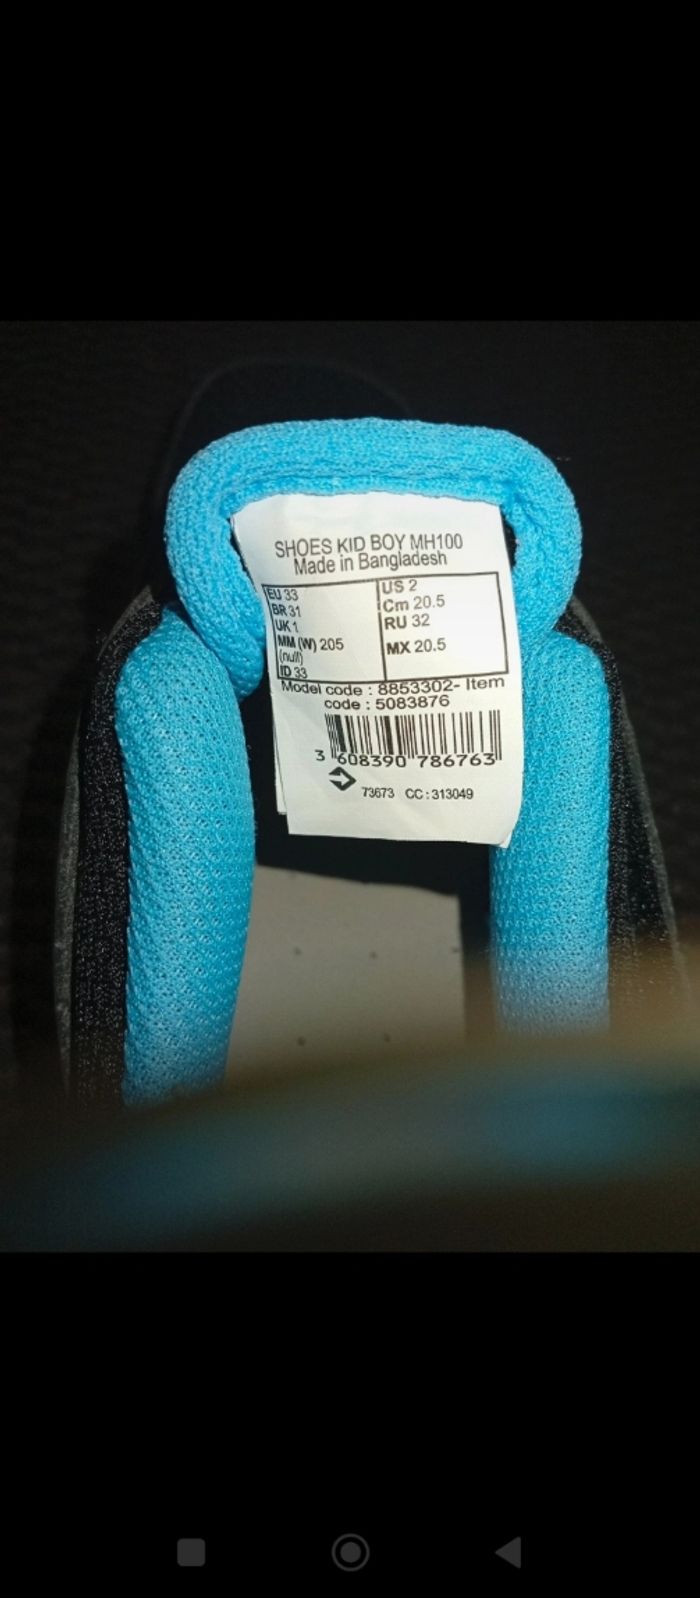 SHOES KID BOY MH100
Made in Bangladesh
EU 33
BR 31
UK 1
MM (W) 205
(null)
ID 33
US 2
Cm 20.5
RU 32
MX 20.5
Model code : 8853302- Item
code : 5083876
3 608390 786763
73673 CC : 313049